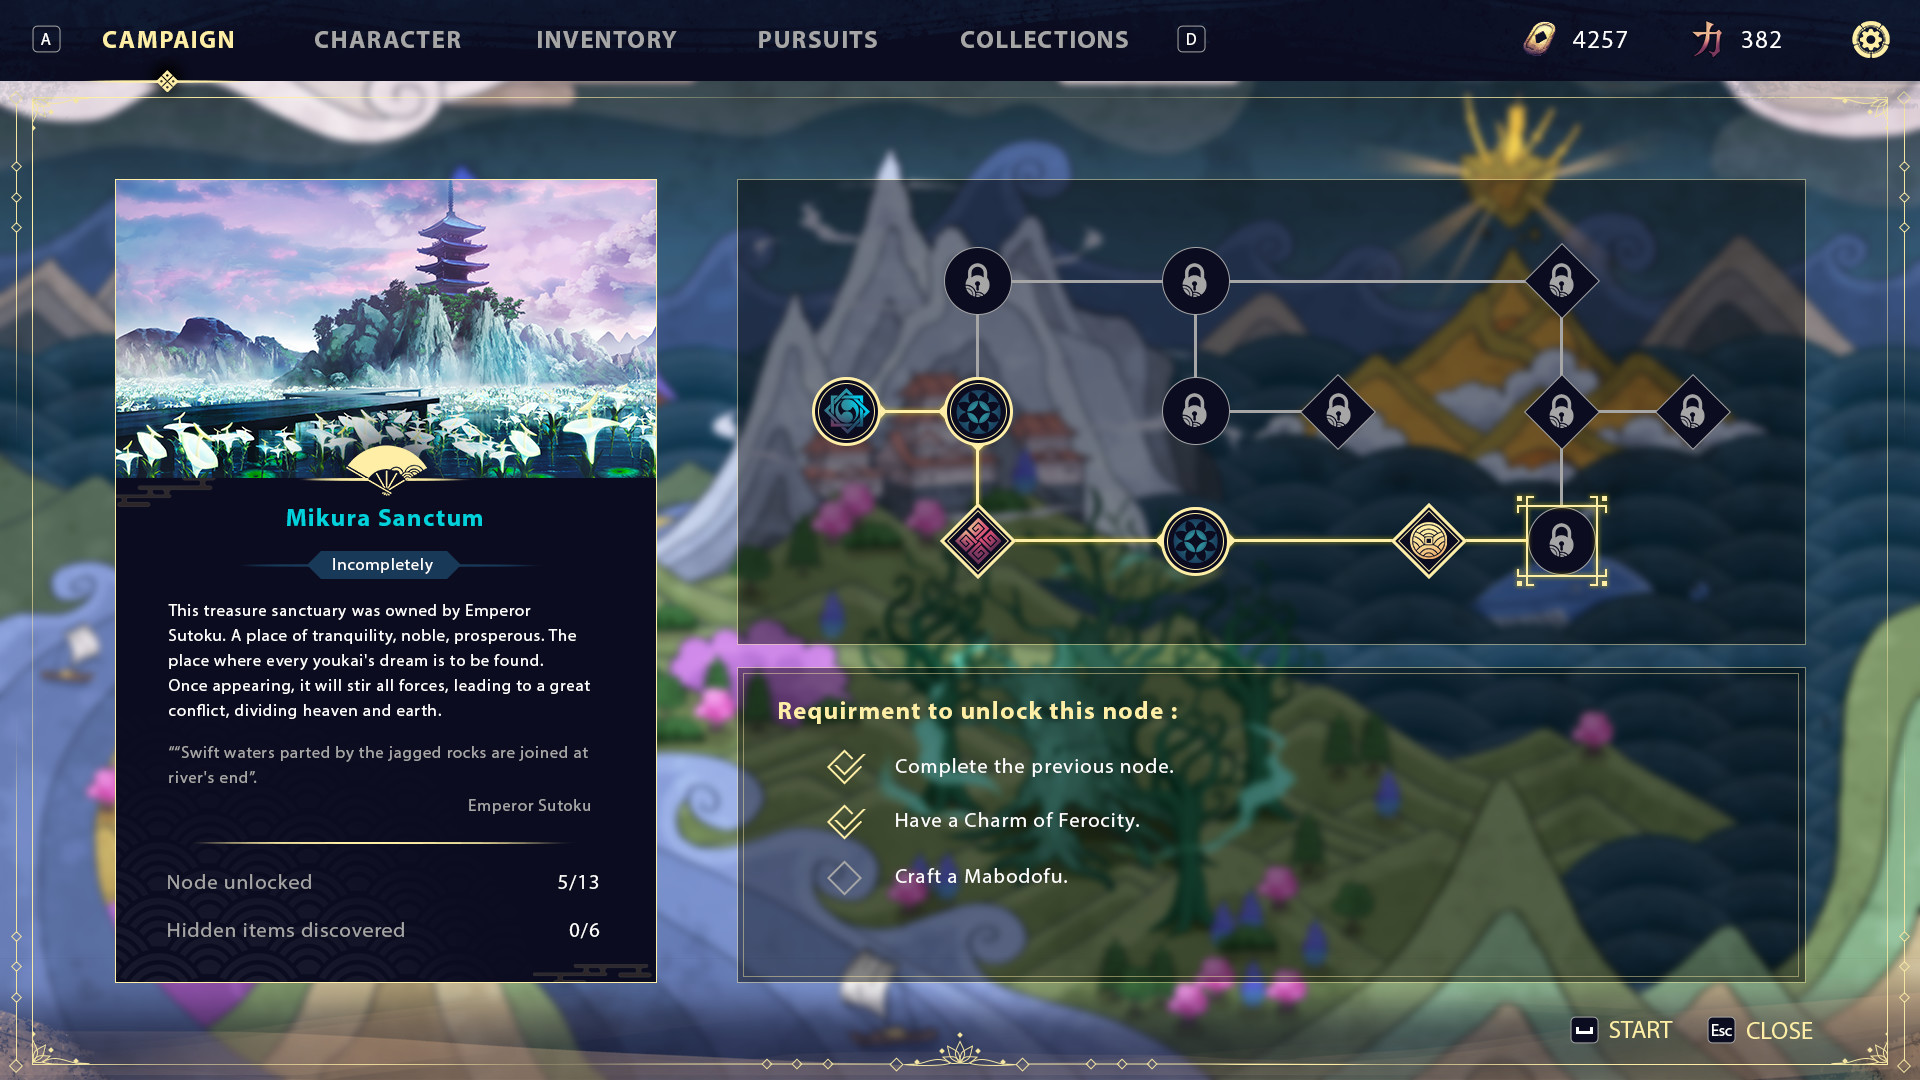 A
CAMPAIGN
CHARACTER
INVENTORY
PURSUITS
COLLECTIONS
D
4257
力
382
Mikura Sanctum
Incompletely
This treasure sanctuary was owned by Emperor
Sutoku. A place of tranquility, noble, prosperous. The
place where every youkai's dream is to be found.
Once appearing, it will stir all forces, leading to a great
conflict, dividing heaven and earth.
““Swift waters parted by the jagged rocks are joined at
river's end”.
Emperor Sutoku
Node unlocked 5/13
Hidden items discovered 0/6
Requirment to unlock this node :
Complete the previous node.
Have a Charm of Ferocity.
Craft a Mabodofu.
START
Esc CLOSE